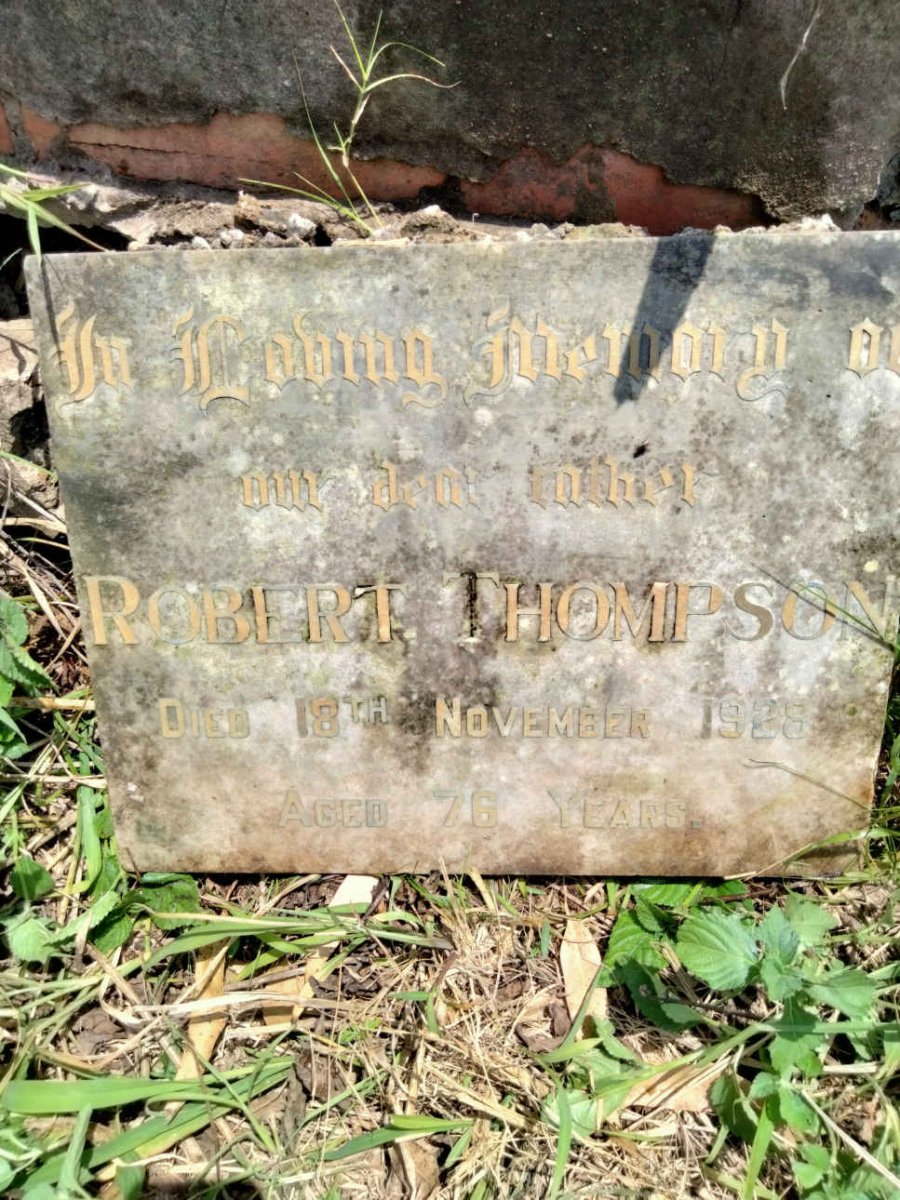 In Loving Memory of
our dear father
ROBERT THOMPSON
DIED 18TH NOVEMBER
AGED 76 YEARS.